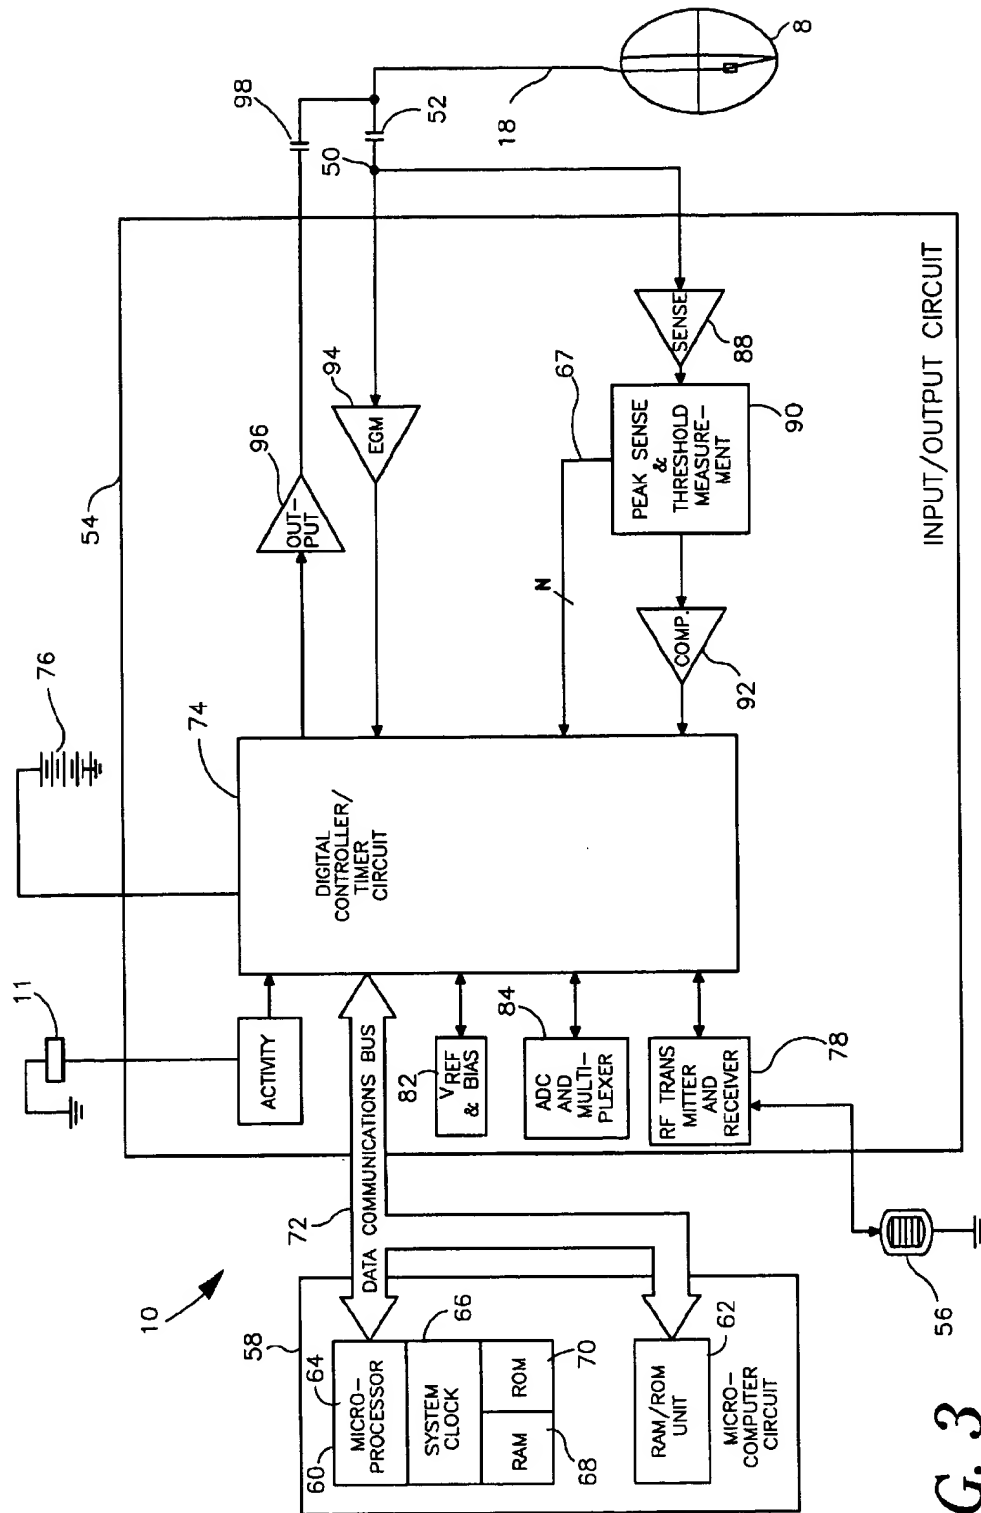 10
58
60
64
MICRO-
PROCESSOR
SYSTEM
CLOCK
66
RAM
ROM
68
70
RAM/ROM
UNIT
62
MICRO-
COMPUTER
CIRCUIT
72
DATA COMMUNICATIONS BUS
56
11
ACTIVITY
82
VREF
& BIAS
84
ADC
AND
MULTI-
PLEXER
RF TRANS
MITTER
AND
RECEIVER
78
76
74
DIGITAL
CONTROLLER/
TIMER
CIRCUIT
54
96
OUT-
PUT
94
EGM
67
N
COMP.
92
PEAK SENSE
&
THRESHOLD
MEASURE-
MENT
90
SENSE
88
INPUT/OUTPUT CIRCUIT
98
50
52
18
8
G. 3